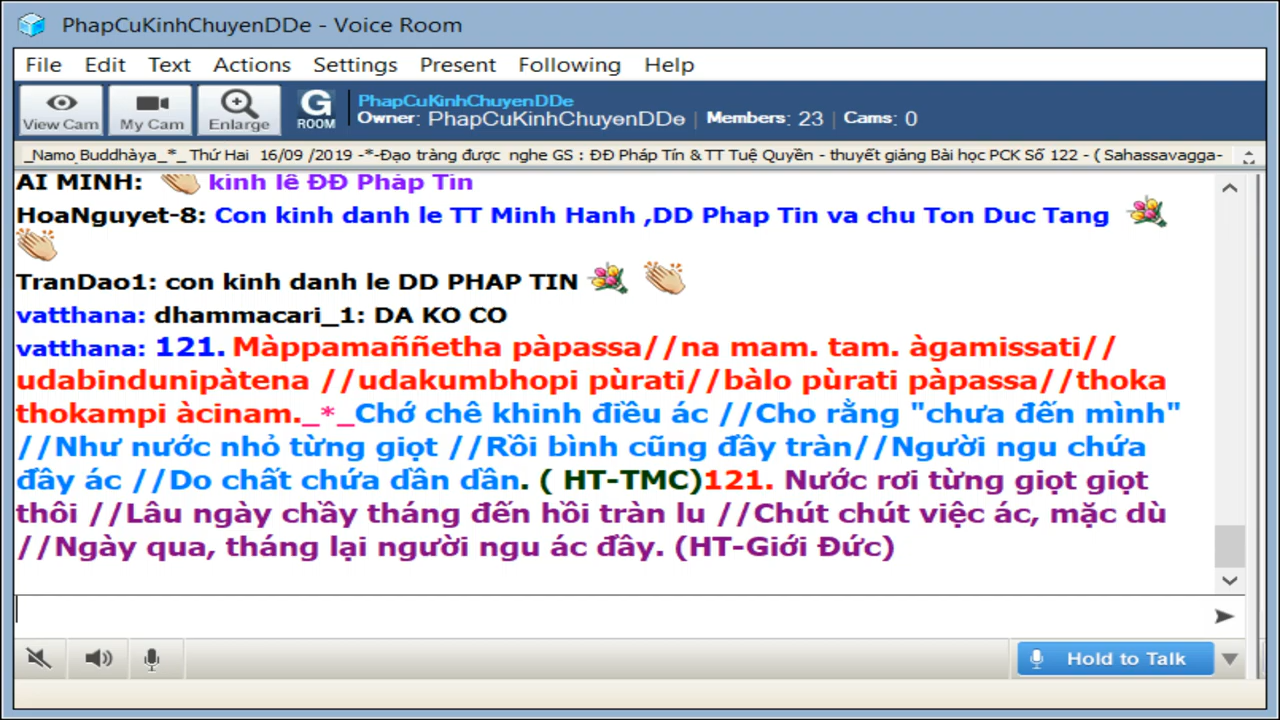 PhapCuKinhChuyenDDe - Voice Room
File Edit Text Actions Settings Present Following Help
View Cam My Cam Enlarge G ROOM
PhapCuKinhChuyenDDe
Owner: PhapCuKinhChuyenDDe | Members: 23 | Cams: 0
_Namo Buddhàya_*_ Thứ Hai 16/09 /2019 -*-Đạo tràng được nghe GS : ĐĐ Pháp Tín & TT Tuệ Quyền - thuyết giảng Bài học PCK Số 122 - ( Sahassavagga-
AI MINH: kinh lê ĐĐ Pháp Tin
HoaNguyet-8: Con kinh danh le TT Minh Hanh ,DD Phap Tin va chu Ton Duc Tang
TranDao1: con kinh danh le DD PHAP TIN
vatthana: dhammacari_1: DA KO CO
vatthana: 121. Màppamaññetha pàpassa//na mam. tam. àgamissati//
udabindunipàtena //udakumbhopi pùrati//bàlo pùrati pàpassa//thoka
thokampi àcinam._*_Chớ chê khinh điều ác //Cho rằng "chưa đến mình"
//Như nước nhỏ từng giọt //Rồi bình cũng đầy tràn//Người ngu chứa
đầy ác //Do chất chứa dần dần. ( HT-TMC)121. Nước rơi từng giọt giọt
thôi //Lâu ngày chầy tháng đến hồi tràn lu //Chút chút việc ác, mặc dù
//Ngày qua, tháng lại người ngu ác đầy. (HT-Giới Đức)
Hold to Talk